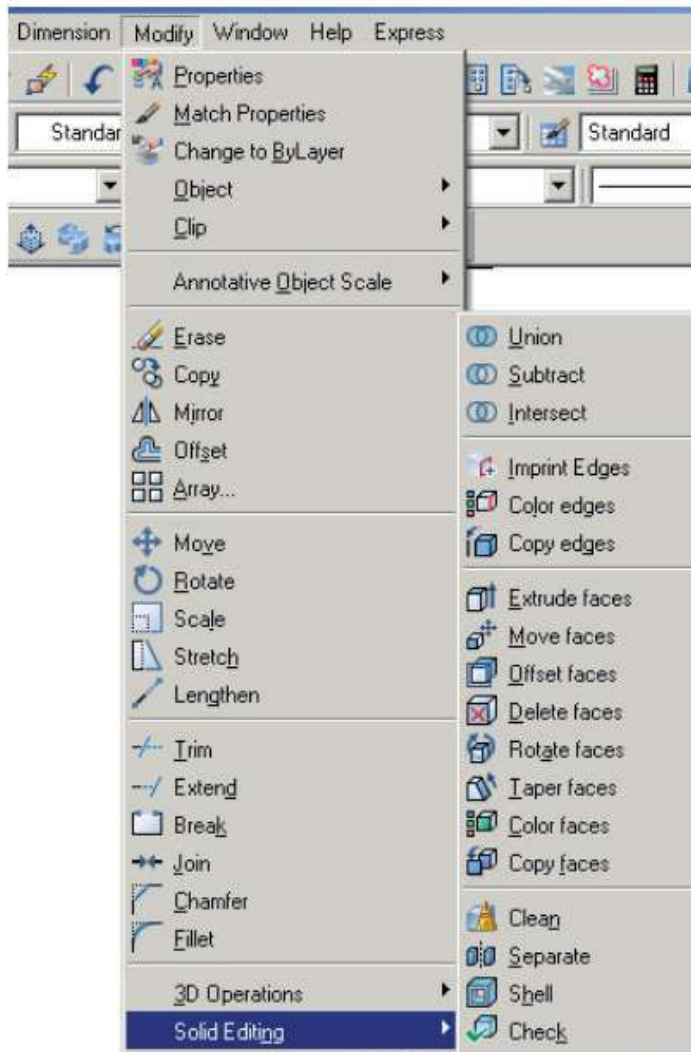 Dimension Modify Window Help Express
Properties
Match Properties
Standard
Change to ByLayer
Object
Clip
Annotative Object Scale
Erase
Copy
Mirror
Offset
Array...
Move
Rotate
Scale
Stretch
Lengthen
Trim
Extend
Break
Join
Chamfer
Fillet
3D Operations
Solid Editing
Union
Subtract
Intersect
Imprint Edges
Color edges
Copy edges
Extrude faces
Move faces
Offset faces
Delete faces
Rotate faces
Taper faces
Color faces
Copy faces
Clean
Separate
Shell
Check